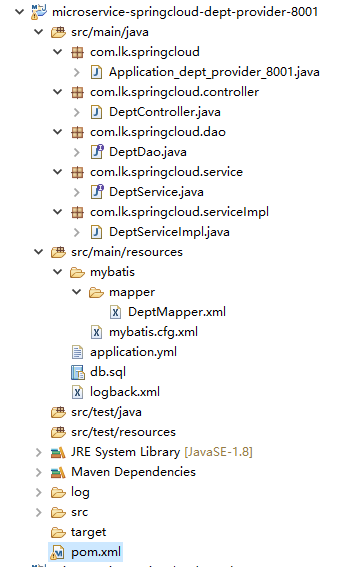 microservice-springcloud-dept-provider-8001
src/main/java
com.lk.springcloud
Application_dept_provider_8001.java
com.lk.springcloud.controller
DeptController.java
com.lk.springcloud.dao
DeptDao.java
com.lk.springcloud.service
DeptService.java
com.lk.springcloud.serviceImpl
DeptServiceImpl.java
src/main/resources
mybatis
mapper
DeptMapper.xml
mybatis.cfg.xml
application.yml
db.sql
logback.xml
src/test/java
src/test/resources
JRE System Library [JavaSE-1.8]
Maven Dependencies
log
src
target
pom.xml